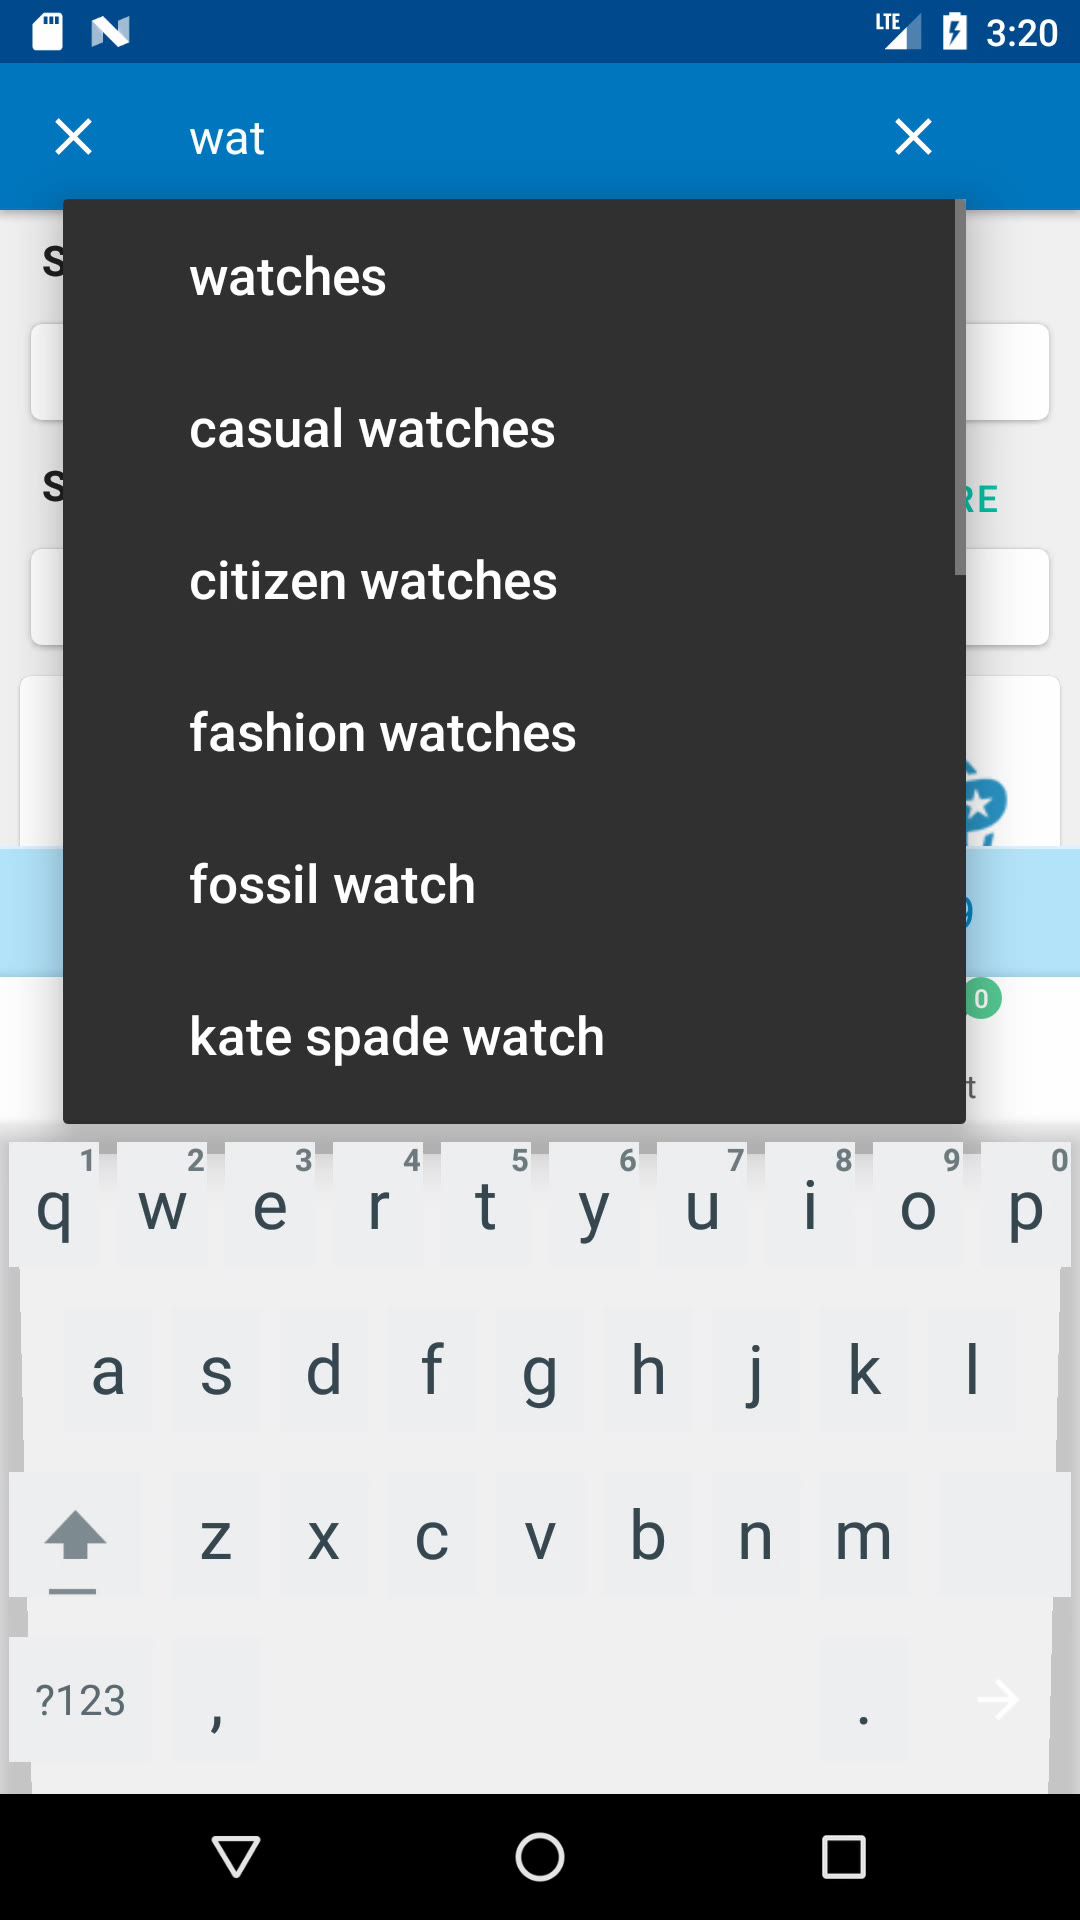 LTE 3:20
wat
watches
casual watches
citizen watches
RE
fashion watches
fossil watch
kate spade watch
0
t
1 2 3 4 5 6 7 8 9 0
q w e r t y u i o p
a s d f g h j k l
z x c v b n m
?123 , .